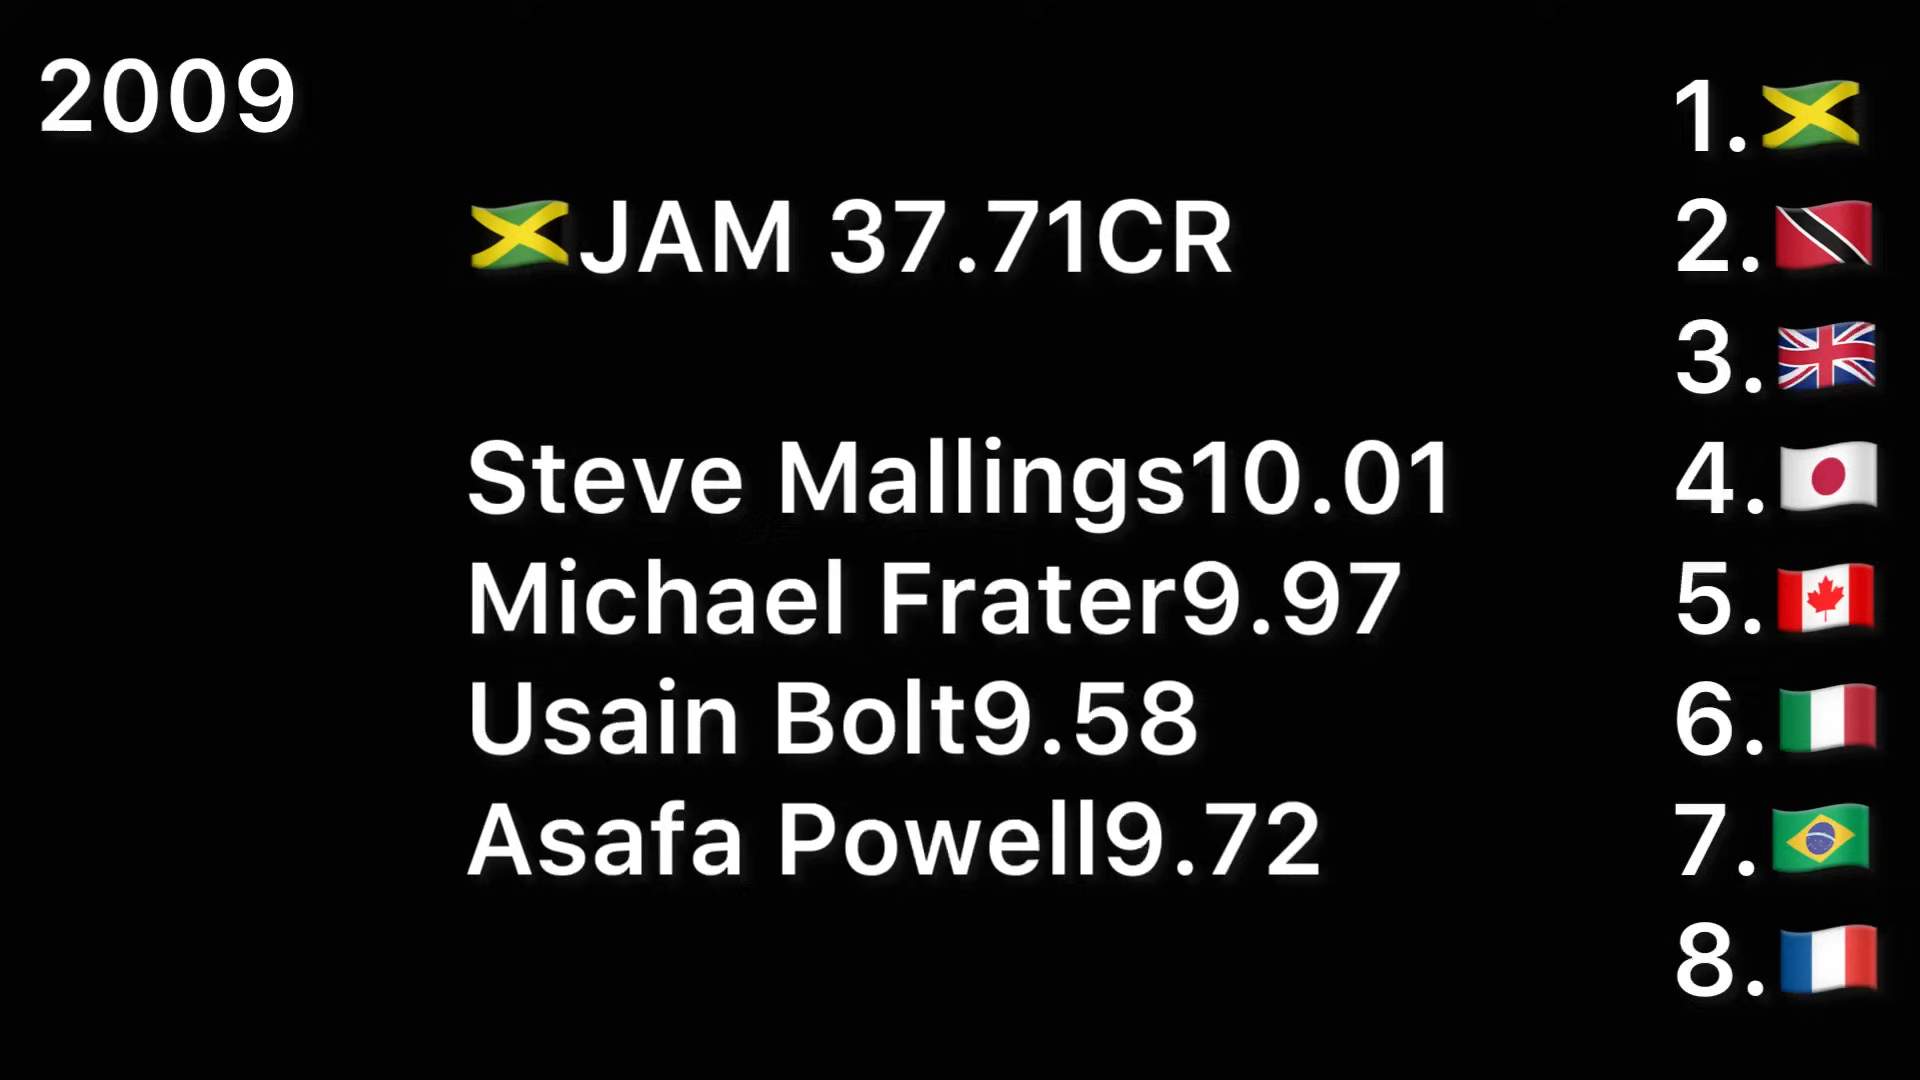 2009
🇯🇲JAM 37.71CR
Steve Mallings10.01
Michael Frater9.97
Usain Bolt9.58
Asafa Powell9.72
1.🇯🇲
2.🇹🇹
3.🇬🇧
4.🇯🇵
5.🇨🇦
6.🇮🇹
7.🇧🇷
8.🇫🇷